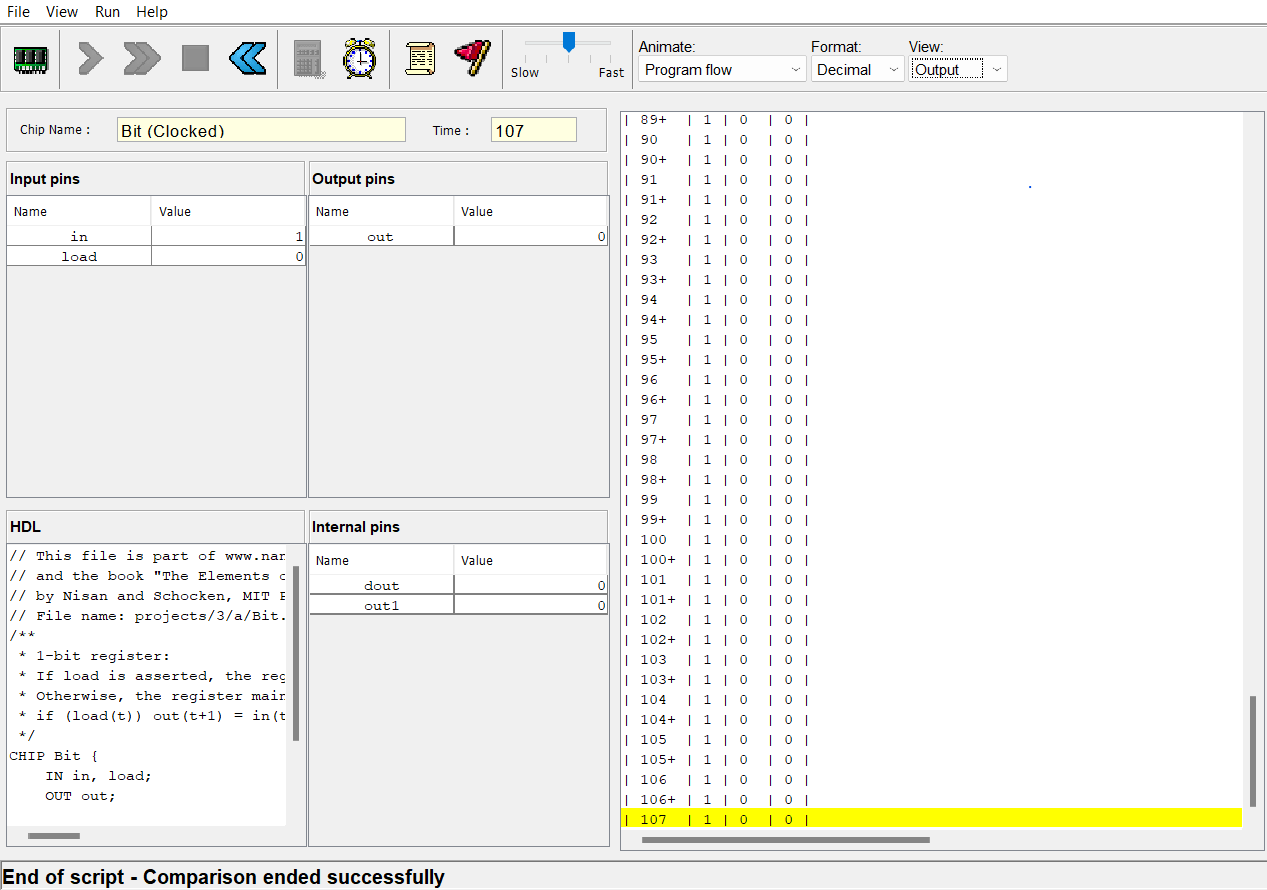 File View Run Help
Animate: Format: View:
Slow Fast Program flow Decimal Output
Chip Name : Bit (Clocked) Time : 107
Input pins
Name Value
in 1
load 0
Output pins
Name Value
out 0
HDL
// This file is part of www.nan
// and the book "The Elements o
// by Nisan and Schocken, MIT P
// File name: projects/3/a/Bit.
/**
* 1-bit register:
* If load is asserted, the reg
* Otherwise, the register main
* if (load(t)) out(t+1) = in(t
*/
CHIP Bit {
IN in, load;
OUT out;
Internal pins
Name Value
dout 0
out1 0
| 89+ | 1 | 0 | 0 |
| 90 | 1 | 0 | 0 |
| 90+ | 1 | 0 | 0 |
| 91 | 1 | 0 | 0 |
| 91+ | 1 | 0 | 0 |
| 92 | 1 | 0 | 0 |
| 92+ | 1 | 0 | 0 |
| 93 | 1 | 0 | 0 |
| 93+ | 1 | 0 | 0 |
| 94 | 1 | 0 | 0 |
| 94+ | 1 | 0 | 0 |
| 95 | 1 | 0 | 0 |
| 95+ | 1 | 0 | 0 |
| 96 | 1 | 0 | 0 |
| 96+ | 1 | 0 | 0 |
| 97 | 1 | 0 | 0 |
| 97+ | 1 | 0 | 0 |
| 98 | 1 | 0 | 0 |
| 98+ | 1 | 0 | 0 |
| 99 | 1 | 0 | 0 |
| 99+ | 1 | 0 | 0 |
| 100 | 1 | 0 | 0 |
| 100+ | 1 | 0 | 0 |
| 101 | 1 | 0 | 0 |
| 101+ | 1 | 0 | 0 |
| 102 | 1 | 0 | 0 |
| 102+ | 1 | 0 | 0 |
| 103 | 1 | 0 | 0 |
| 103+ | 1 | 0 | 0 |
| 104 | 1 | 0 | 0 |
| 104+ | 1 | 0 | 0 |
| 105 | 1 | 0 | 0 |
| 105+ | 1 | 0 | 0 |
| 106 | 1 | 0 | 0 |
| 106+ | 1 | 0 | 0 |
| 107 | 1 | 0 | 0 |
End of script - Comparison ended successfully